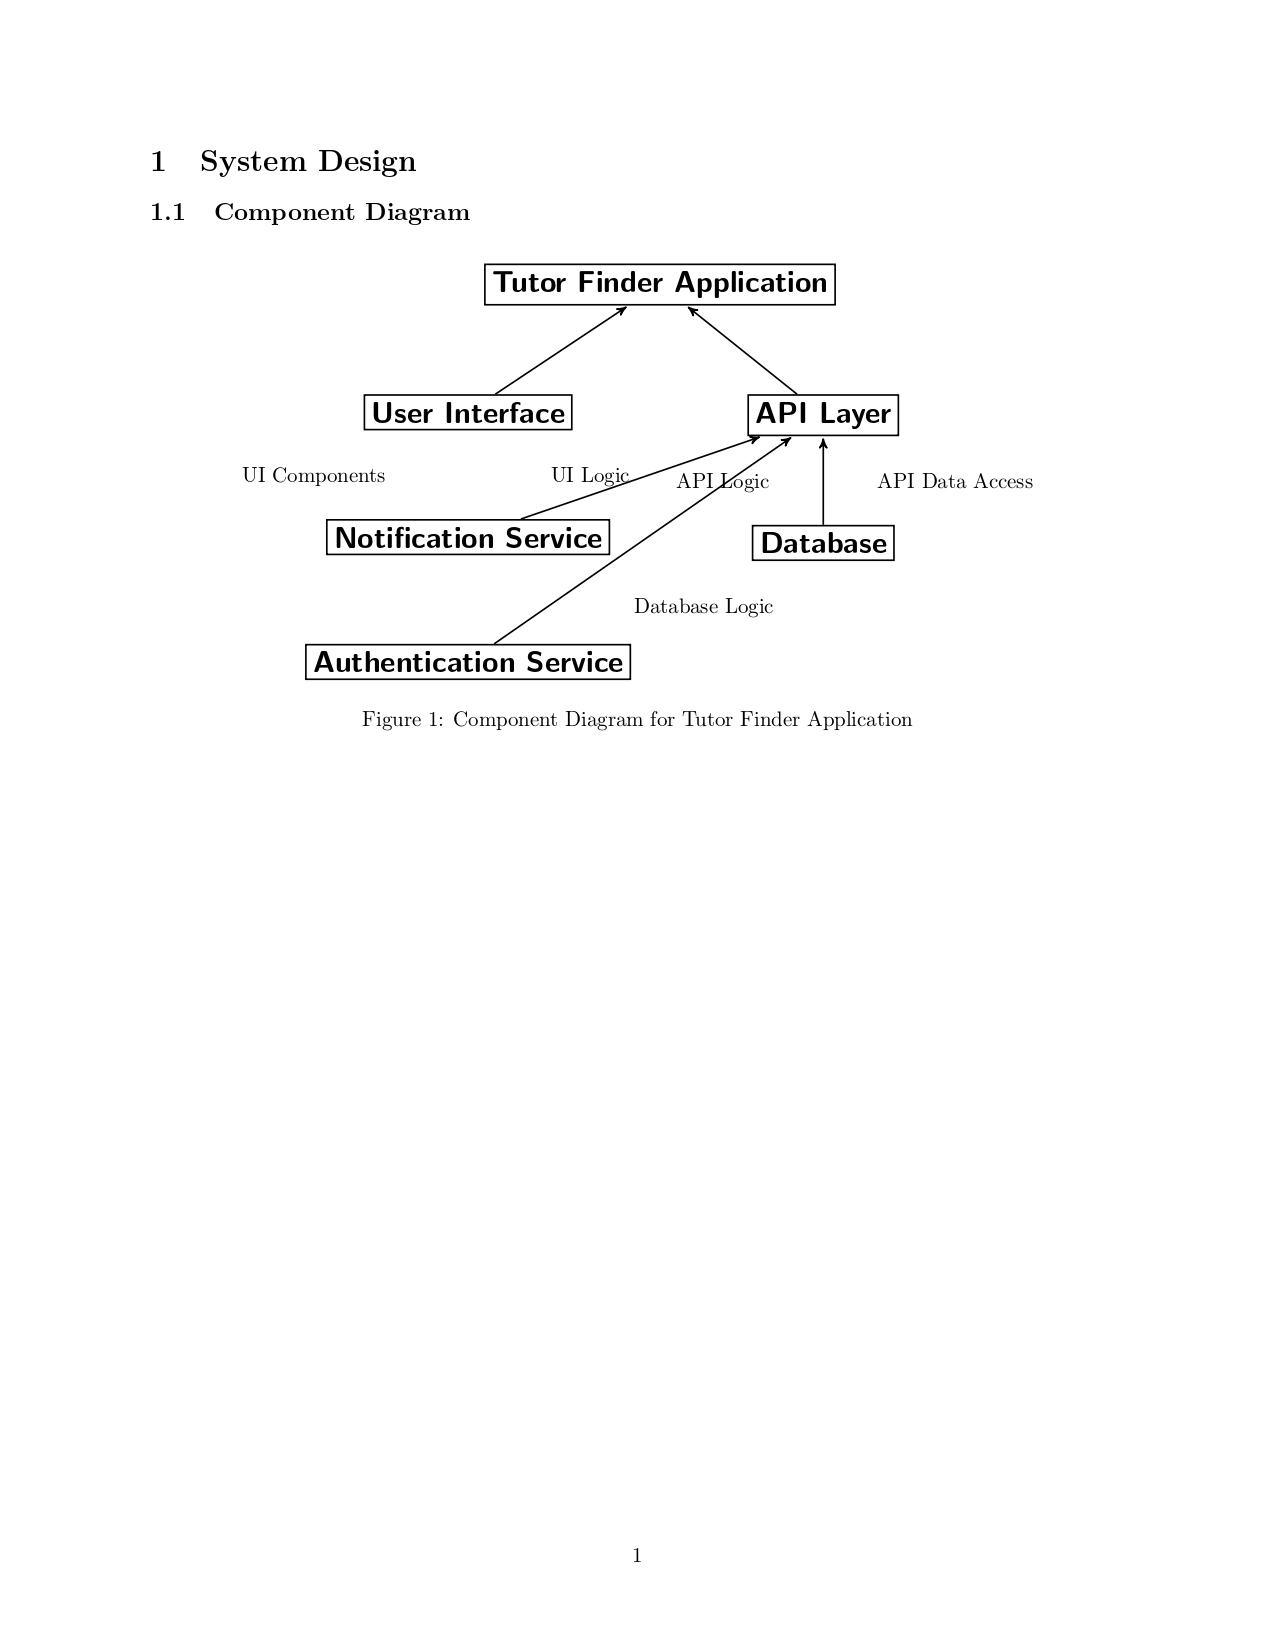 1 System Design
1.1 Component Diagram
Tutor Finder Application
User Interface
API Layer
UI Components
UI Logic
API Logic
API Data Access
Notification Service
Database
Database Logic
Authentication Service
Figure 1: Component Diagram for Tutor Finder Application
1